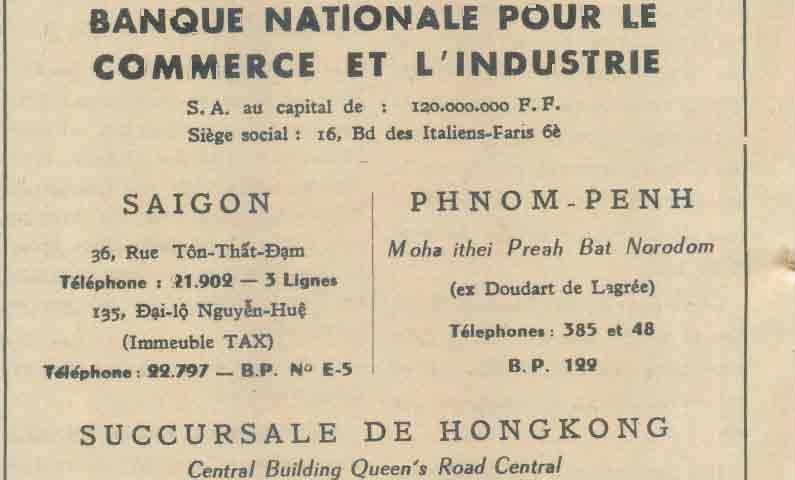 BANQUE NATIONALE POUR LE
COMMERCE ET L'INDUSTRIE
S. A. au capital de : 120.000.000 F. F.
Siège social : 16, Bd des Italiens-Faris 6è
SAIGON
36, Rue Tôn-Thất-Đạm
Téléphone : 21.902 — 3 Lignes
135, Đại-lộ Nguyễn-Huệ
(Immeuble TAX)
Téléphone : 22.797 — B.P. Nº E-5
PHNOM-PENH
Moha ithei Preah Bat Norodom
(ex Doudart de Lagrée)
Télephones : 385 et 48
B. P. 122
SUCCURSALE DE HONGKONG
Central Building Queen's Road Central